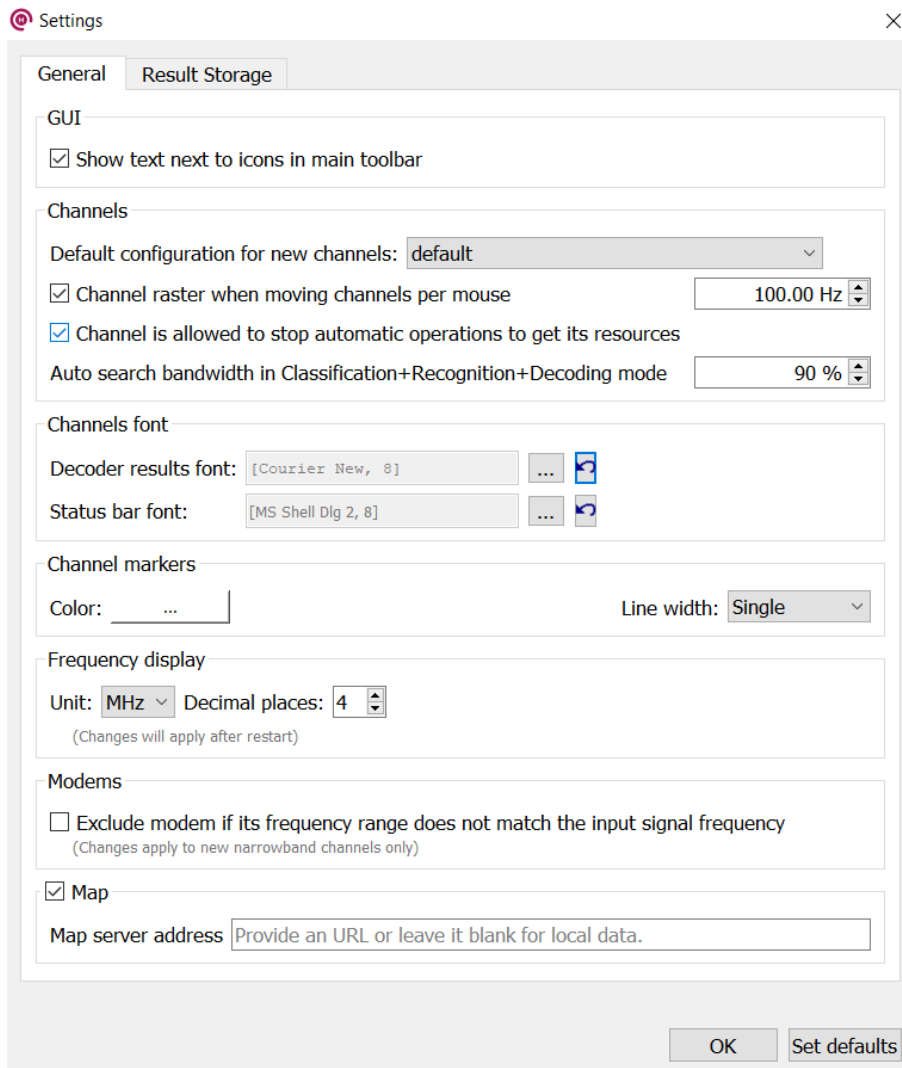 Settings
General
Result Storage
GUI
Show text next to icons in main toolbar
Channels
Default configuration for new channels: default
Channel raster when moving channels per mouse 100.00 Hz
Channel is allowed to stop automatic operations to get its resources
Auto search bandwidth in Classification+Recognition+Decoding mode 90 %
Channels font
Decoder results font: [Courier New, 8] ...
Status bar font: [MS Shell Dlg 2, 8] ...
Channel markers
Color: ... Line width: Single
Frequency display
Unit: MHz Decimal places: 4
(Changes will apply after restart)
Modems
Exclude modem if its frequency range does not match the input signal frequency
(Changes apply to new narrowband channels only)
Map
Map server address Provide an URL or leave it blank for local data.
OK Set defaults